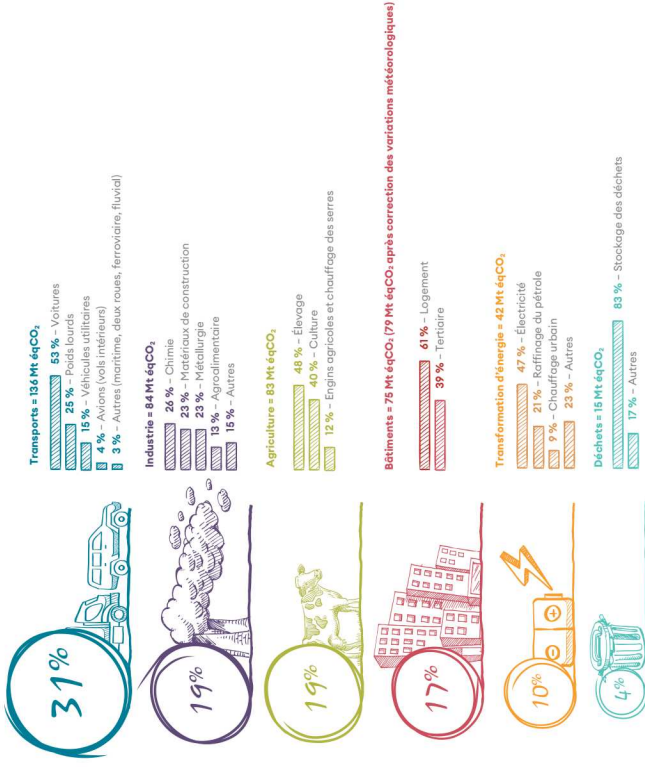 31%
Transports = 136 Mt éqCO₂
53 % – Voitures
25 % – Poids lourds
15 % – Véhicules utilitaires
4 % – Avions (vols intérieurs)
3 % – Autres (maritime, deux roues, ferroviaire, fluvial)
19%
Industrie = 84 Mt éqCO₂
26 % – Chimie
23 % – Matériaux de construction
23 % – Métallurgie
13 % – Agroalimentaire
15 % – Autres
19%
Agriculture = 83 Mt éqCO₂
48 % – Élevage
40 % – Culture
12 % – Engins agricoles et chauffage des serres
17%
Bâtiments = 75 Mt éqCO₂ (79 Mt éqCO₂ après correction des variations météorologiques)
61 % – Logement
39 % – Tertiaire
10%
Transformation d'énergie = 42 Mt éqCO₂
47 % – Électricité
21 % – Raffinage du pétrole
9 % – Chauffage urbain
23 % – Autres
4%
Déchets = 15 Mt éqCO₂
83 % – Stockage des déchets
17 % – Autres